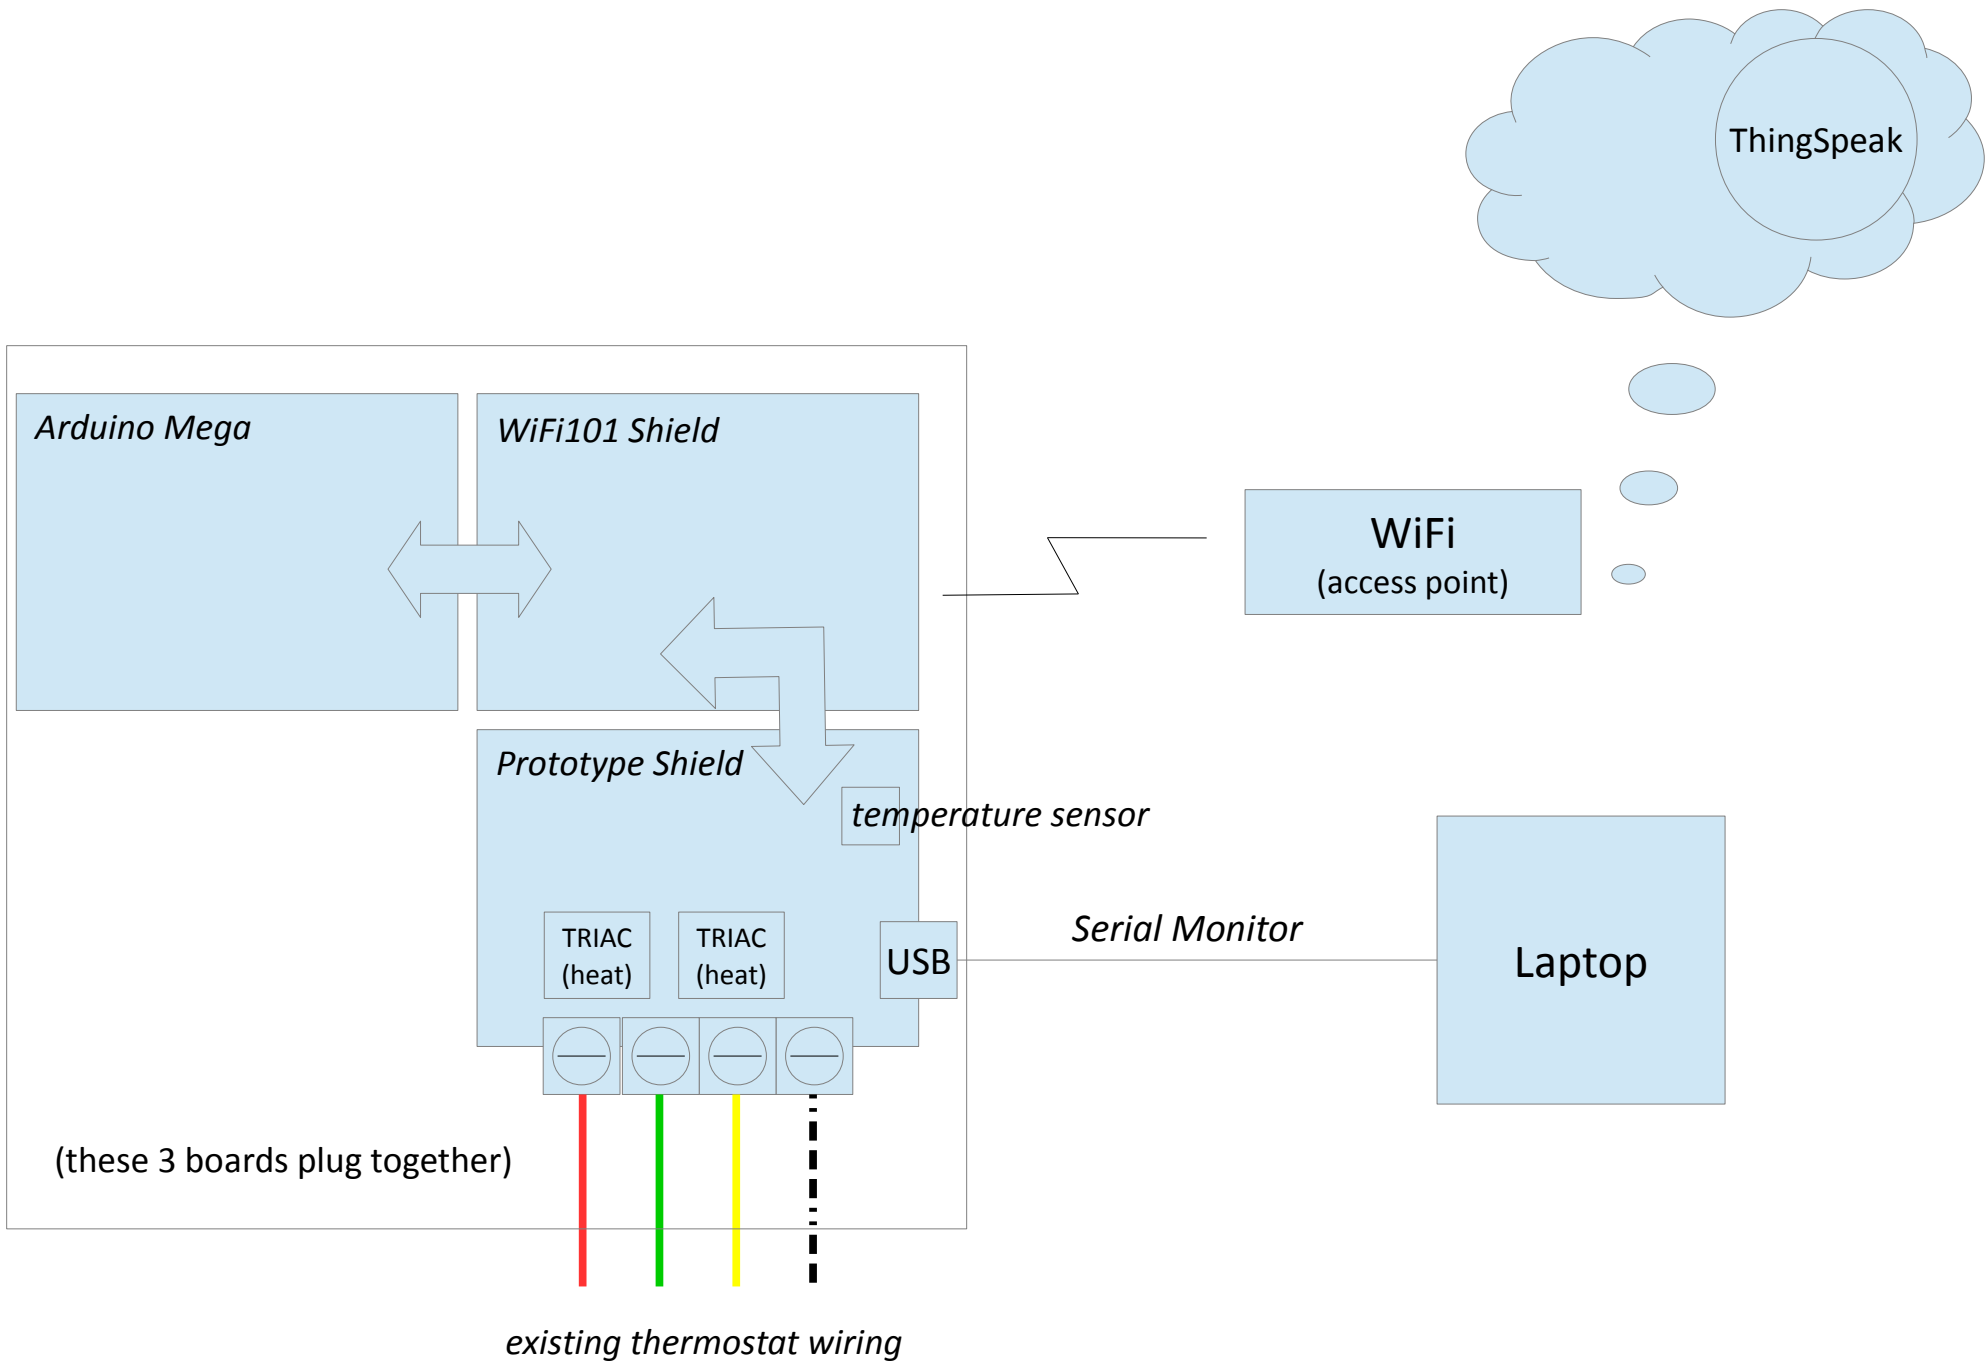 ThingSpeak
Arduino Mega
WiFi101 Shield
WiFi
(access point)
Prototype Shield
temperature sensor
TRIAC
(heat)
TRIAC
(heat)
USB
Serial Monitor
Laptop
(these 3 boards plug together)
existing thermostat wiring